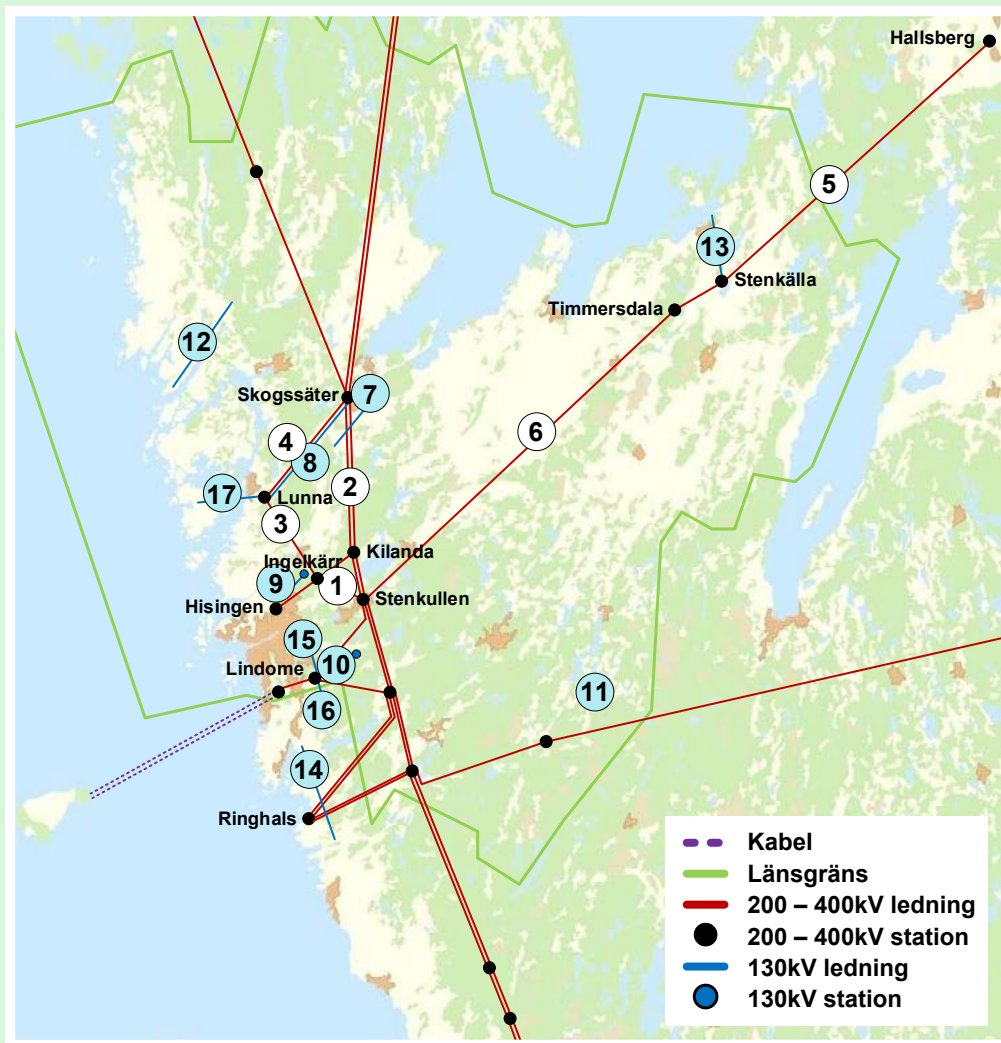 Hallsberg
5
13
Stenkälla
Timmersdala
12
Skogssäter
7
6
4
8
2
17
Lunna
3
Kilanda
Ingelkärr
9
1
Hisingen
Stenkullen
15
10
Lindome
11
16
14
Ringhals
Kabel
Länsgräns
200 – 400kV ledning
200 – 400kV station
130kV ledning
130kV station